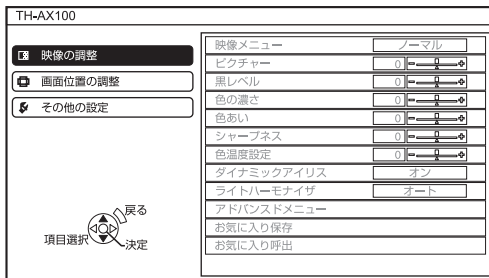 TH-AX100
映像の調整
画面位置の調整
その他の設定
戻る
項目選択
決定
映像メニュー ノーマル
ピクチャー 0
黒レベル 0
色の濃さ 0
色あい 0
シャープネス 0
色温度設定 0
ダイナミックアイリス オン
ライトハーモナイザ オート
アドバンスドメニュー
お気に入り保存
お気に入り呼出